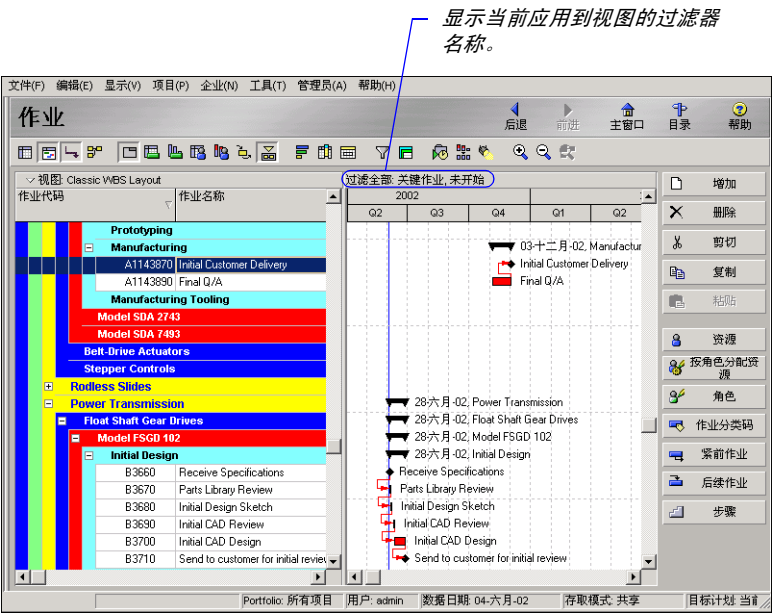 显示当前应用到视图的过滤器
名称。
文件(F) 编辑(E) 显示(V) 项目(P) 企业(N) 工具(T) 管理员(A) 帮助(H)
作业
后退 前进 主窗口 目录 帮助
视图: Classic WBS Layout 过滤全部: 关键作业, 未开始
作业代码 作业名称
2002
Q2 Q3 Q4 Q1 Q2
Prototyping
Manufacturing 03-十二月-02, Manufactur
A1143870 Initial Customer Delivery Initial Customer Delivery
A1143890 Final Q/A Final Q/A
Manufacturing Tooling
Model SDA 2743
Model SDA 7493
Belt-Drive Actuators
Stepper Controls
Rodless Slides
Power Transmission 28-六月-02, Power Transmission
Float Shaft Gear Drives 28-六月-02, Float Shaft Gear Drives
Model FSGD 102 28-六月-02, Model FSGD 102
Initial Design 28-六月-02, Initial Design
B3660 Receive Specifications Receive Specifications
B3670 Parts Library Review Parts Library Review
B3680 Initial Design Sketch Initial Design Sketch
B3690 Initial CAD Review Initial CAD Review
B3700 Initial CAD Design Initial CAD Design
B3710 Send to customer for initial review Send to customer for initial review
增加
删除
剪切
复制
粘贴
资源
按角色分配资
源
角色
作业分类码
紧前作业
后续作业
步骤
Portfolio: 所有项目 用户: admin 数据日期: 04-六月-02 存取模式: 共享 目标计划: 当前